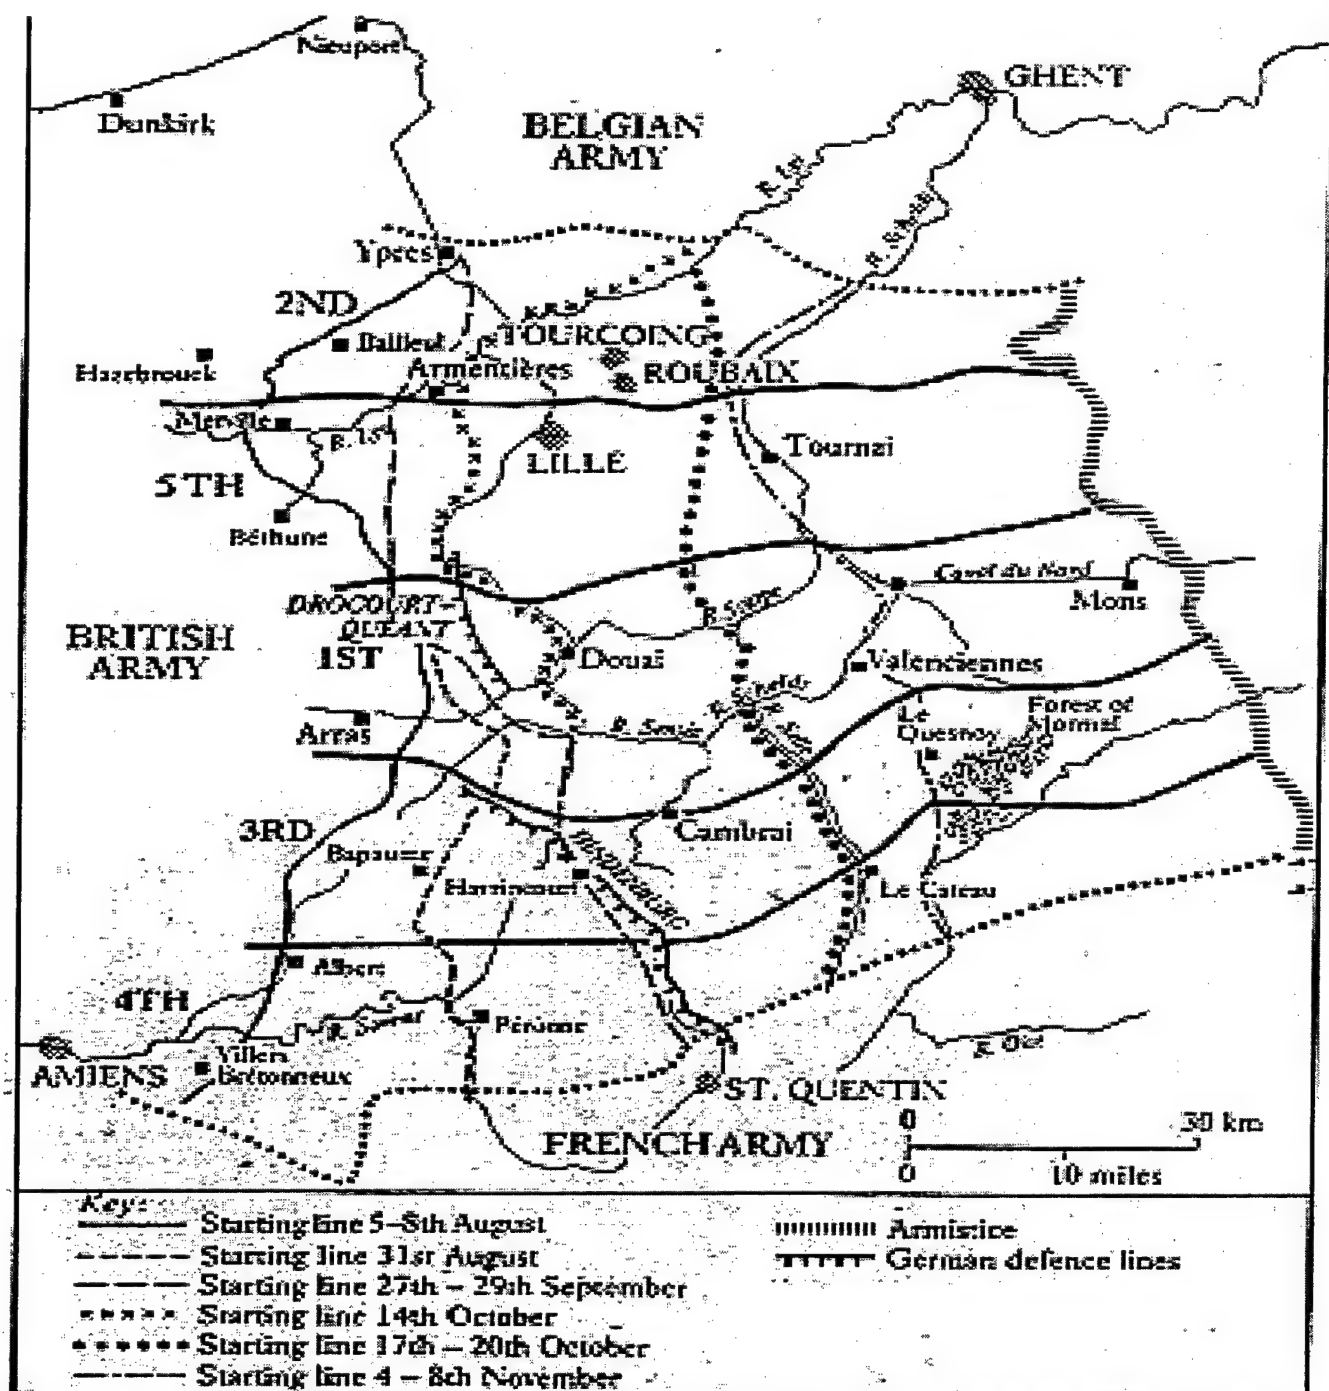 Nieuport
GHENT
Dunkirk
BELGIAN
ARMY
R. Lys
R.
Ypres
2ND
TOURCOING
Bailleul
Hazebrouck
Armentières
ROUBAIX
Merville
R. Lys
Tournai
LILLE
5TH
Béthune
Canal du Nord
DROCOURT-
QUEANT
Mons
BRITISH
ARMY
R. Scarpe
1ST
Douai
Valenciennes
Forest of
Mormal
Le
Quesnoy
Arras
R.
3RD
Cambrai
Bapaume
Havrincourt
Le Cateau
Albert
4TH
R. Somme
Péronne
R. Oise
Villers
Bretonneux
AMIENS
ST. QUENTIN
0 30 km
FRENCH ARMY
0 10 miles
Key:
Starting line 5-8th August
Armistice
Starting line 31st August
German defence lines
Starting line 27th – 29th September
Starting line 14th October
Starting line 17th – 20th October
Starting line 4 – 8th November